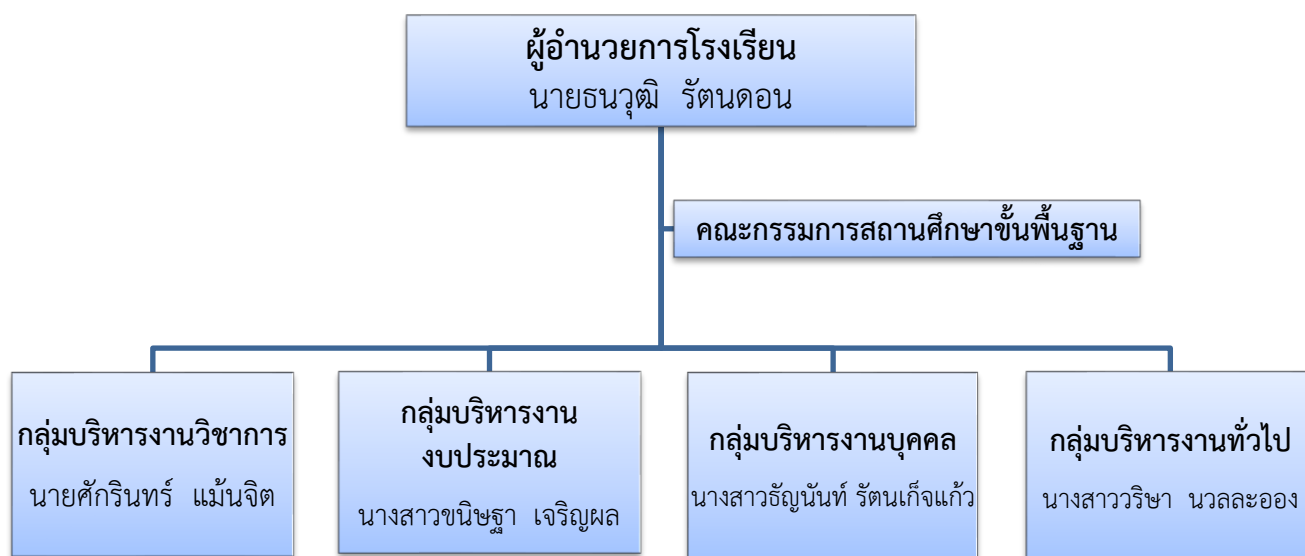 ผู้อำนวยการโรงเรียน
นายธนวุฒิ รัตนดอน
คณะกรรมการสถานศึกษาขั้นพื้นฐาน
กลุ่มบริหารงานวิชาการ
นายศักรินทร์ แม้นจิต
กลุ่มบริหารงาน
งบประมาณ
นางสาวขนิษฐา เจริญผล
กลุ่มบริหารงานบุคคล
นางสาวธัญนันท์ รัตนเก็จแก้ว
กลุ่มบริหารงานทั่วไป
นางสาววริษา นวลละออง